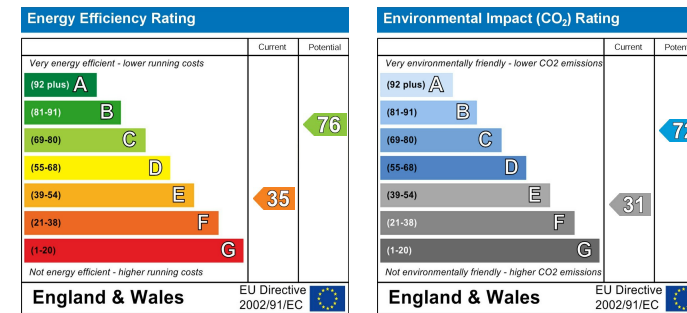 Energy Efficiency Rating
Current Potential
Very energy efficient - lower running costs
(92 plus) A
(81-91) B
(69-80) C
(55-68) D
(39-54) E
(21-38) F
(1-20) G
76
35
Not energy efficient - higher running costs
England & Wales
EU Directive
2002/91/EC
Environmental Impact (CO₂) Rating
Current
Very environmentally friendly - lower CO2 emissions
(92 plus) A
(81-91) B
(69-80) C
(55-68) D
(39-54) E
(21-38) F
(1-20) G
31
Not environmentally friendly - higher CO2 emissions
England & Wales
EU Directive
2002/91/EC